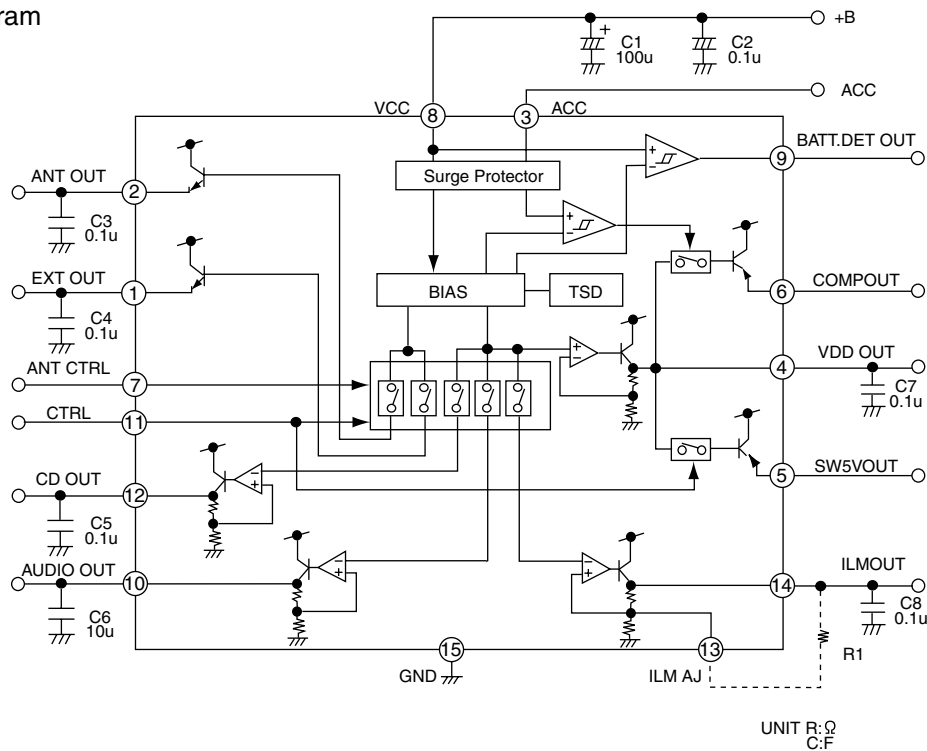 ram
+B
C1
100u
+
C2
0.1u
ACC
VCC
8
3
ACC
BATT.DET OUT
9
+
−
Surge Protector
ANT OUT
2
C3
0.1u
+
−
EXT OUT
1
C4
0.1u
BIAS
TSD
6
COMPOUT
ANT CTRL
7
+
−
4
VDD OUT
C7
0.1u
CTRL
11
CD OUT
12
−
+
C5
0.1u
5
SW5VOUT
AUDIO OUT
10
−
+
C6
10u
−
+
14
ILMOUT
C8
0.1u
R1
15
GND
13
ILM AJ
UNIT R:Ω
C:F